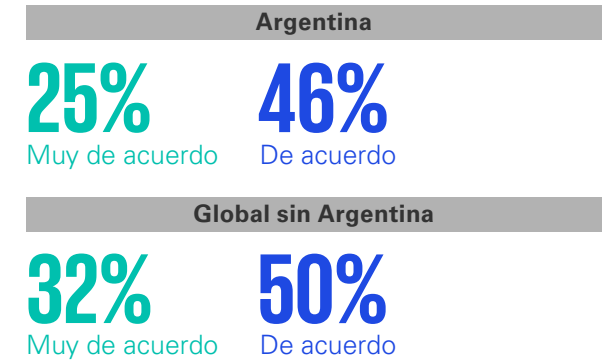 Argentina
25% 46%
Muy de acuerdo De acuerdo
Global sin Argentina
32% 50%
Muy de acuerdo De acuerdo